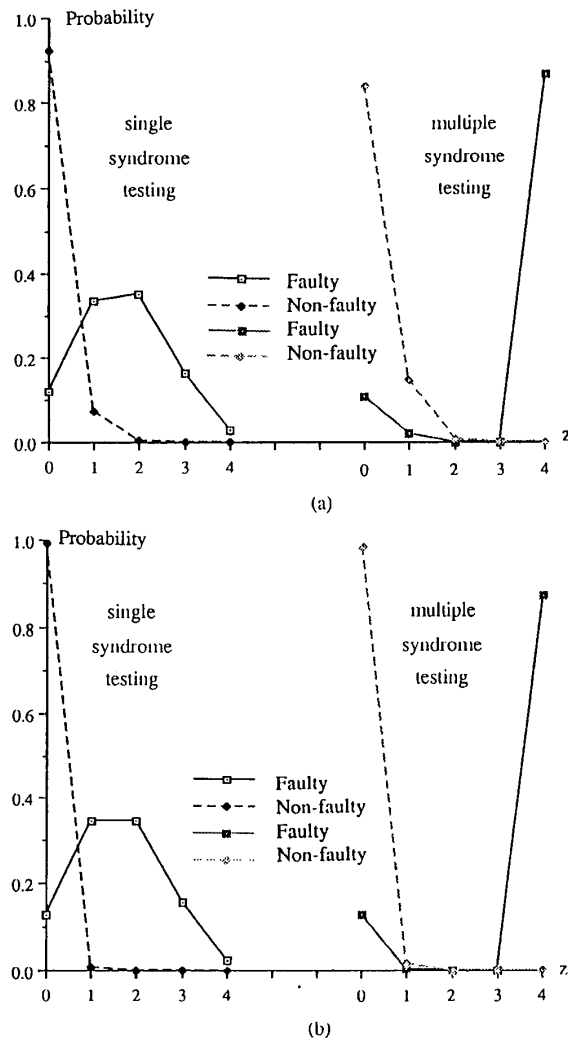 Probability
1.0
0.8
0.6
0.4
0.2
0.0
single
syndrome
testing
multiple
syndrome
testing
Faulty
Non-faulty
Faulty
Non-faulty
0 1 2 3 4 0 1 2 3 4 z
(a)
Probability
1.0
0.8
0.6
0.4
0.2
0.0
single
syndrome
testing
multiple
syndrome
testing
Faulty
Non-faulty
Faulty
Non-faulty
0 1 2 3 4 0 1 2 3 4 z
(b)